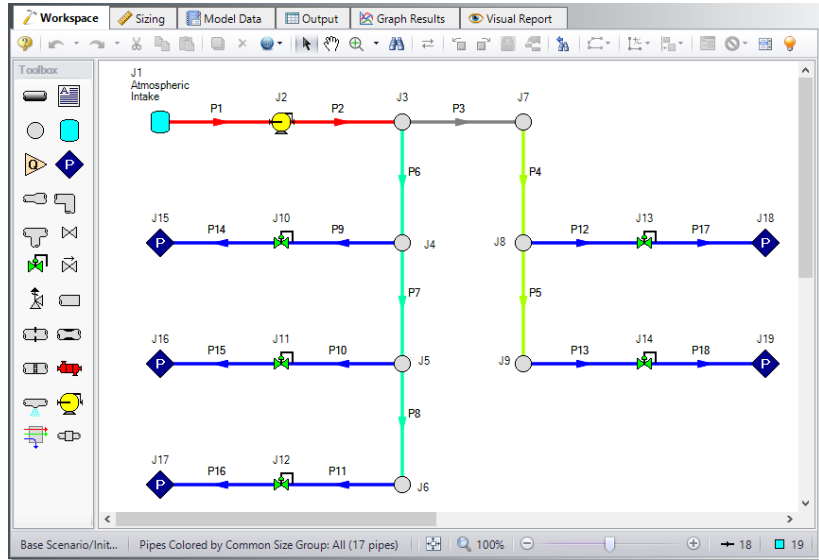 Workspace
Sizing
Model Data
Output
Graph Results
Visual Report
Toolbox
A
Q
P
J1
Atmospheric
Intake
P1
J2
P2
J3
P3
J7
P6
P4
J15
P14
J10
P9
J4
J8
P12
J13
P17
J18
P
P
P7
P5
J16
P15
J11
P10
J5
J9
P13
J14
P18
J19
P
P
P8
J17
P16
J12
P11
J6
P
Base Scenario/Init...
Pipes Colored by Common Size Group: All (17 pipes)
100%
18
19